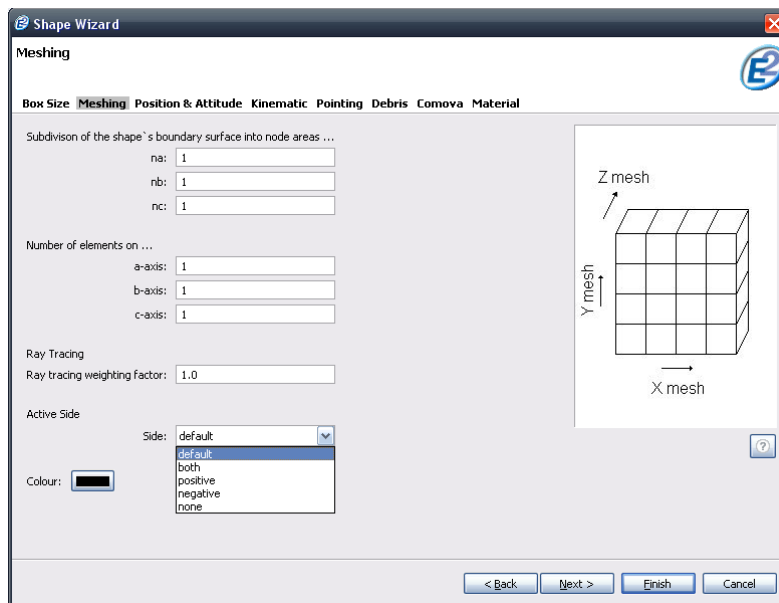 Shape Wizard
Meshing
E2
Box Size Meshing Position & Attitude Kinematic Pointing Debris Comova Material
Subdivison of the shape`s boundary surface into node areas ...
na: 1
nb: 1
nc: 1
Number of elements on ...
a-axis: 1
b-axis: 1
c-axis: 1
Ray Tracing
Ray tracing weighting factor: 1.0
Active Side
Side: default
default
both
positive
negative
none
Colour:
Z mesh
Y mesh
X mesh
?
< Back Next > Finish Cancel